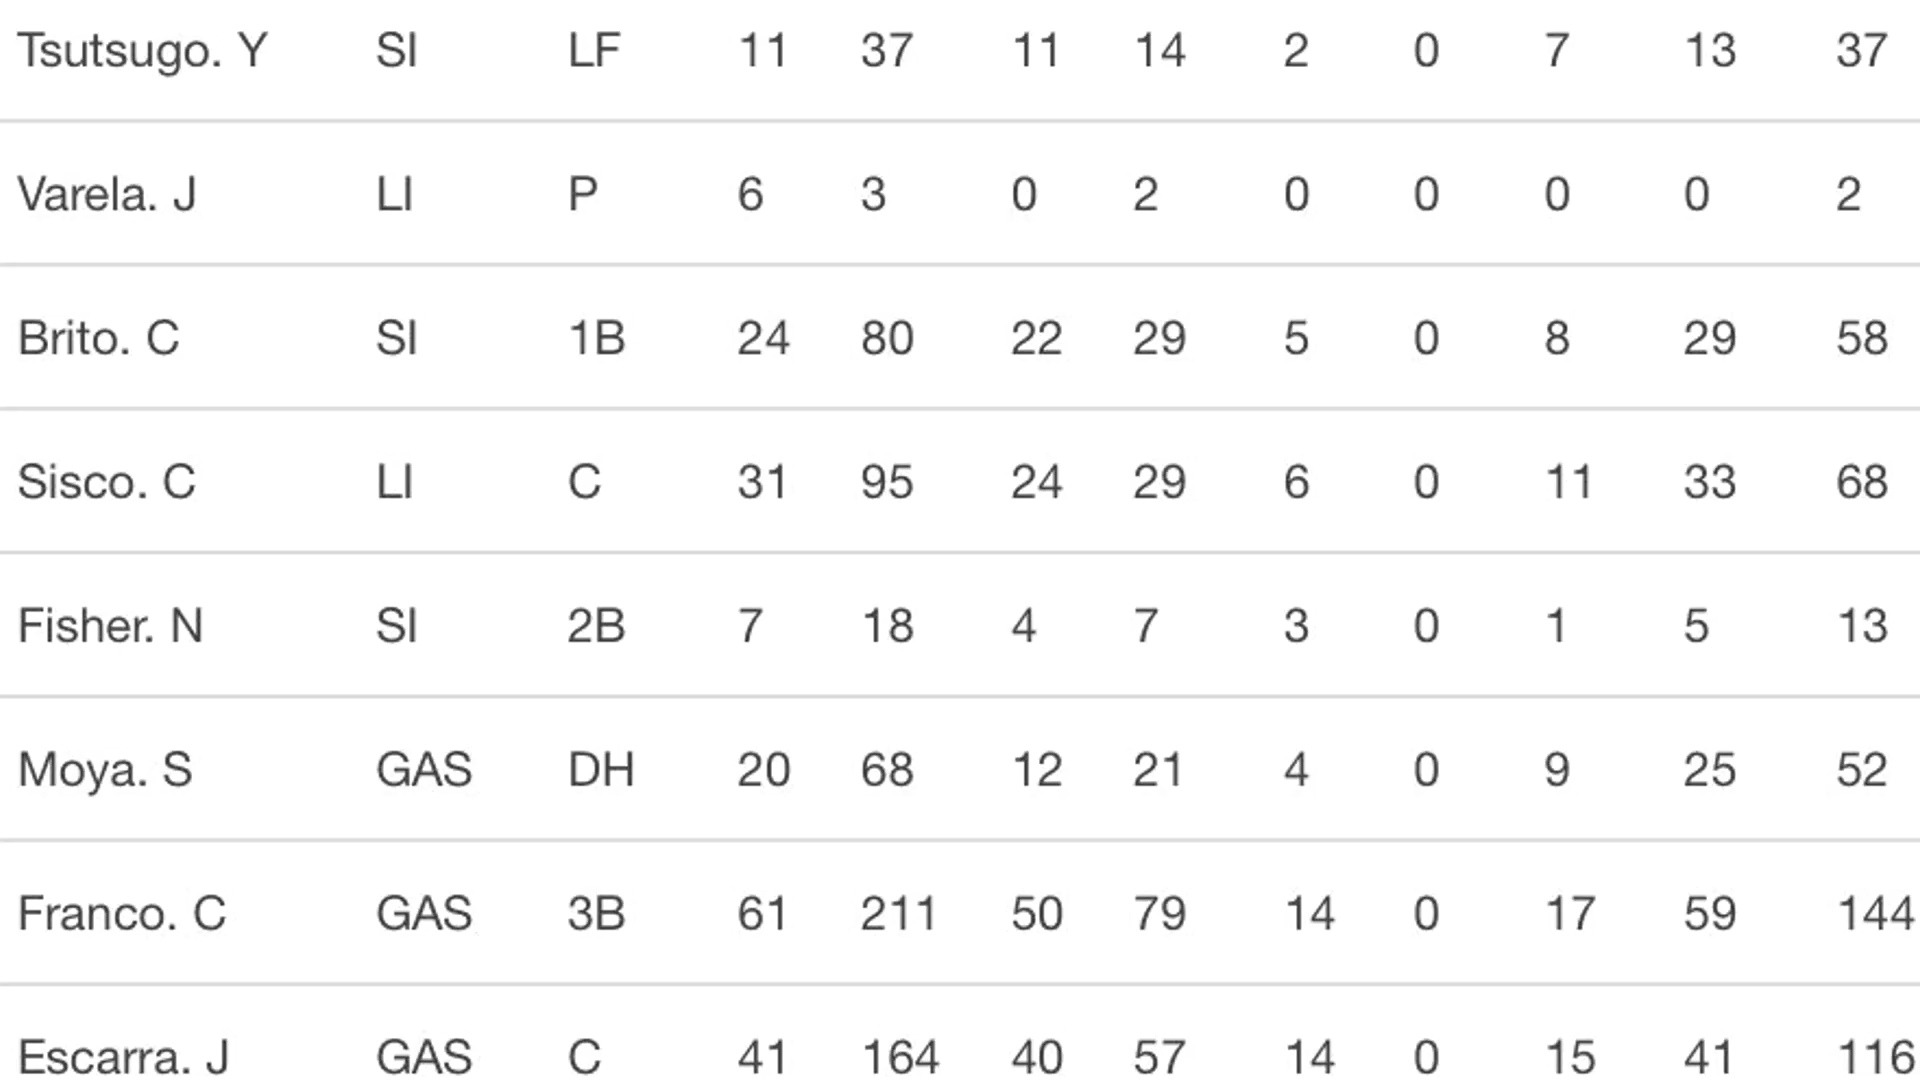 Tsutsugo. Y SI LF 11 37 11 14 2 0 7 13 37
Varela. J LI P 6 3 0 2 0 0 0 0 2
Brito. C SI 1B 24 80 22 29 5 0 8 29 58
Sisco. C LI C 31 95 24 29 6 0 11 33 68
Fisher. N SI 2B 7 18 4 7 3 0 1 5 13
Moya. S GAS DH 20 68 12 21 4 0 9 25 52
Franco. C GAS 3B 61 211 50 79 14 0 17 59 144
Escarra. J GAS C 41 164 40 57 14 0 15 41 116